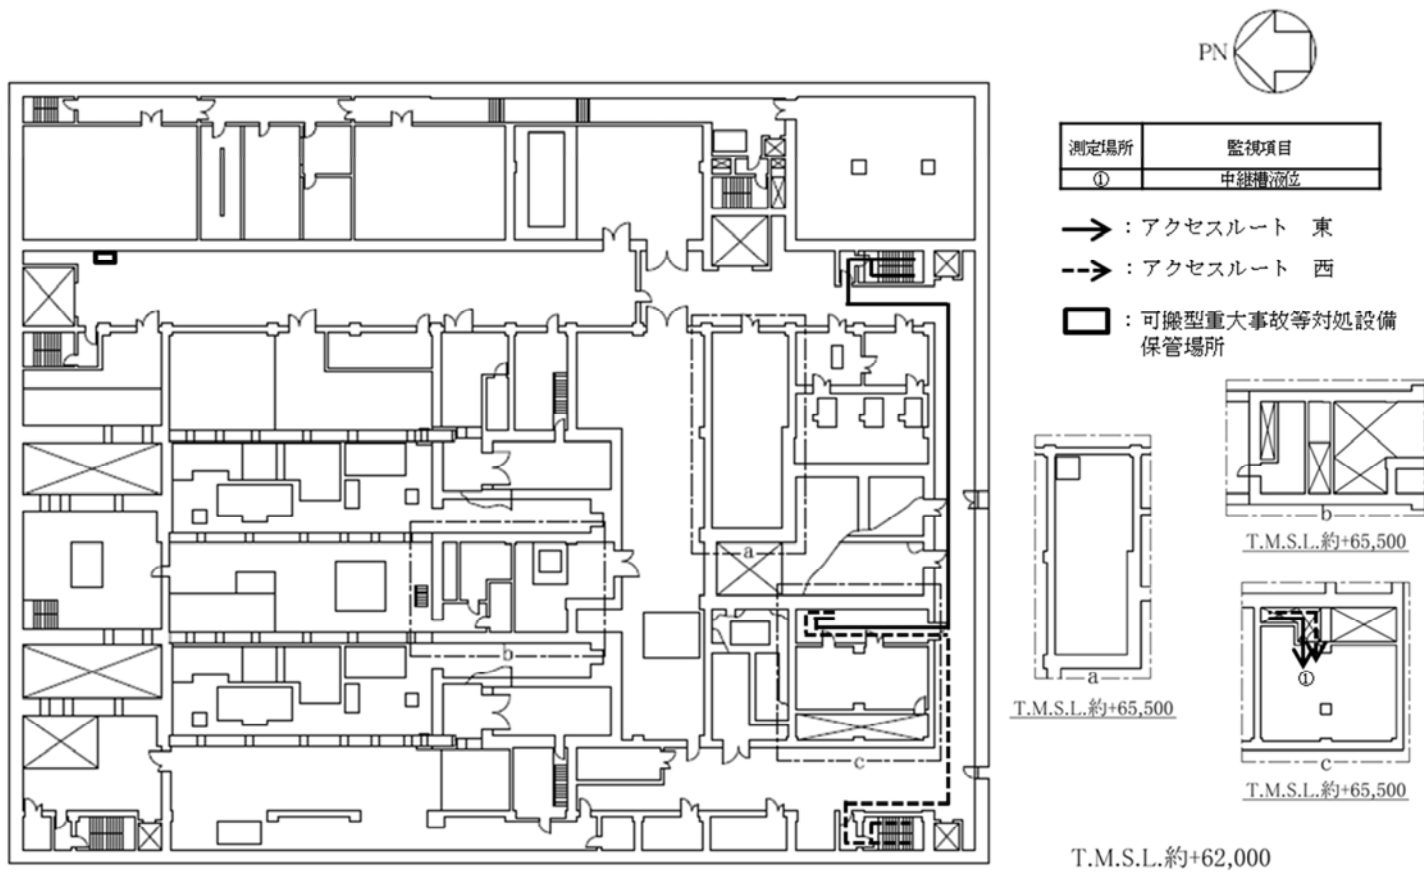 PN
測定場所 監視項目
① 中継槽液位
：アクセスルート 東
：アクセスルート 西
：可搬型重大事故等対処設備
保管場所
b
T.M.S.L.約+65,500
a
T.M.S.L.約+65,500
①
c
T.M.S.L.約+65,500
a
b
c
T.M.S.L.約+62,000